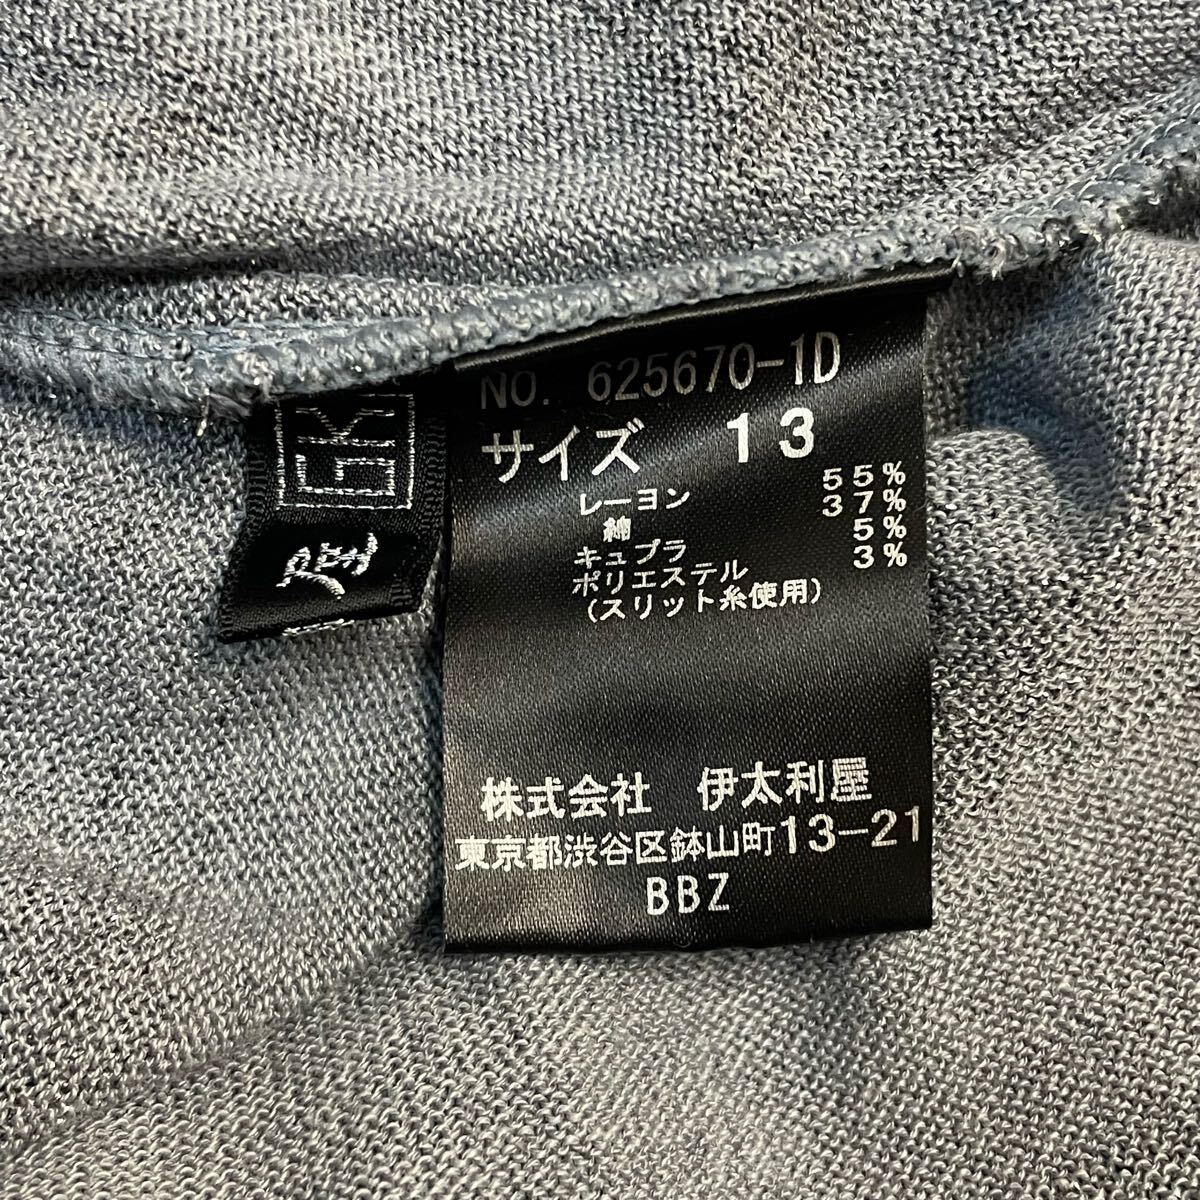 NO. 625670-1D
サイズ 13
レーヨン 55%
綿 37%
キュプラ 5%
ポリエステル 3%
(スリット糸使用)
株式会社 伊太利屋
東京都渋谷区鉢山町13-21
BBZ
GK